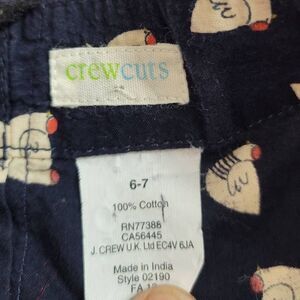 crewcuts
6-7
100% Cotton
RN77388
CA56445
J. CREW U.K. Ltd EC4V 6JA
Made in India
Style 02190